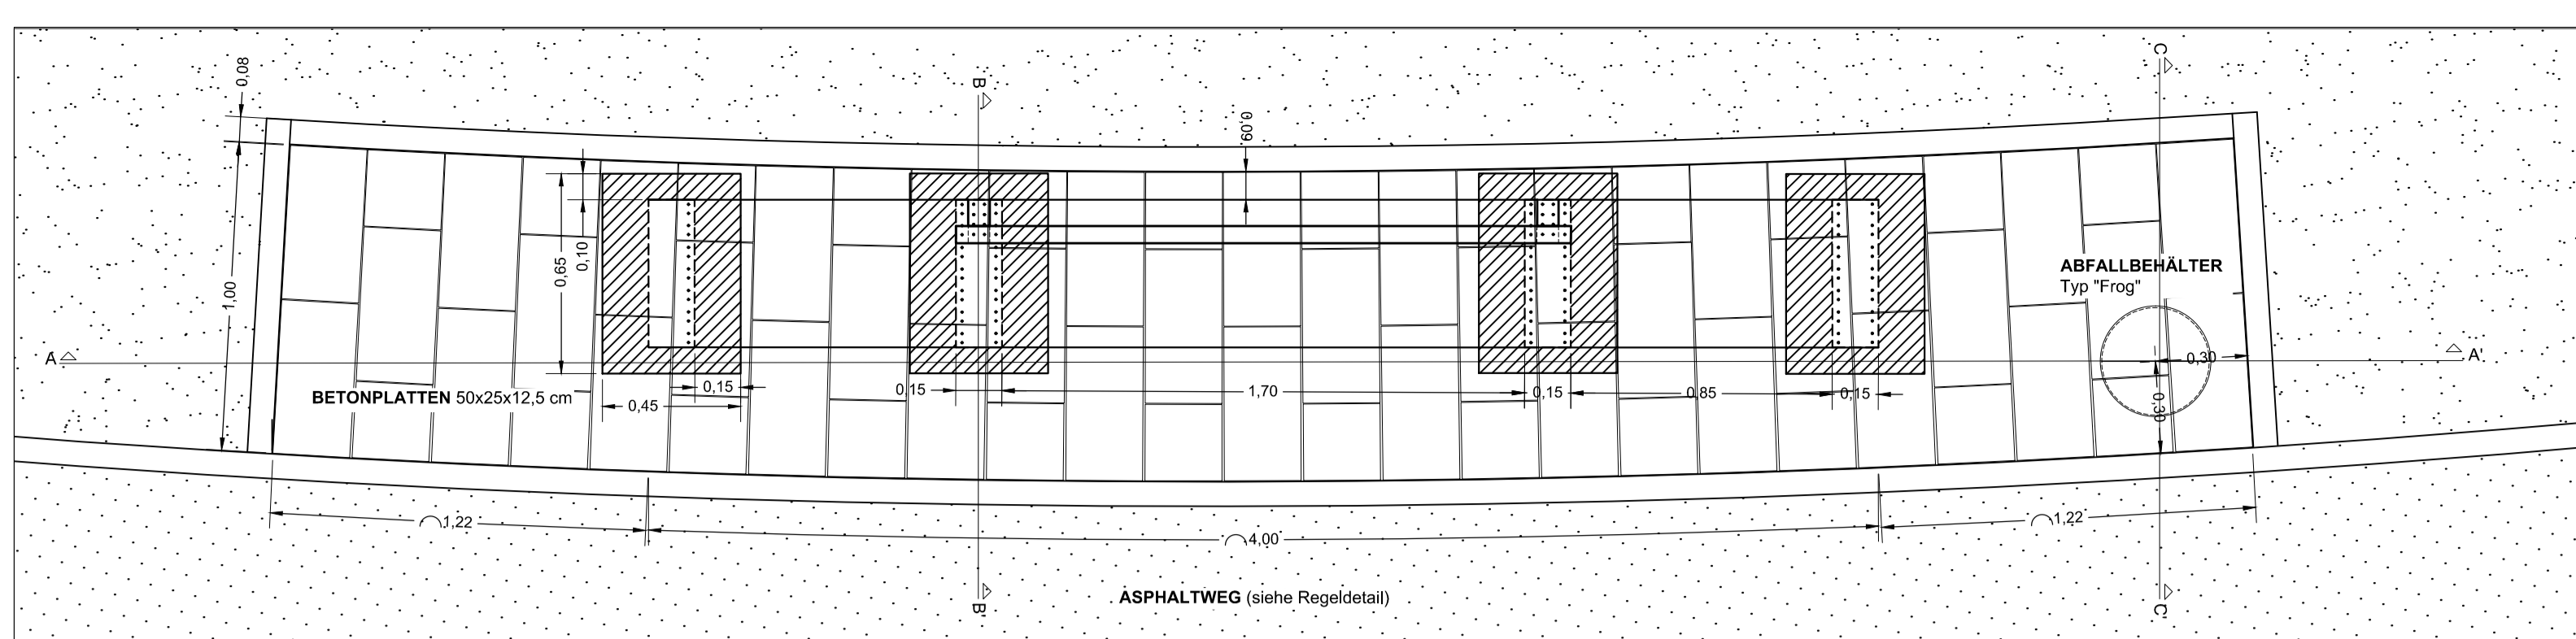 0,08
1,00
B
0,09
C
0,65
0,10
A
A'
ABFALLBEHÄLTER
Typ "Frog"
0,30
0,30
BETONPLATTEN 50x25x12,5 cm
0,15
0,45
0,15
1,70
0,15
0,85
0,15
1,22
4,00
1,22
B'
C'
ASPHALTWEG (siehe Regeldetail)